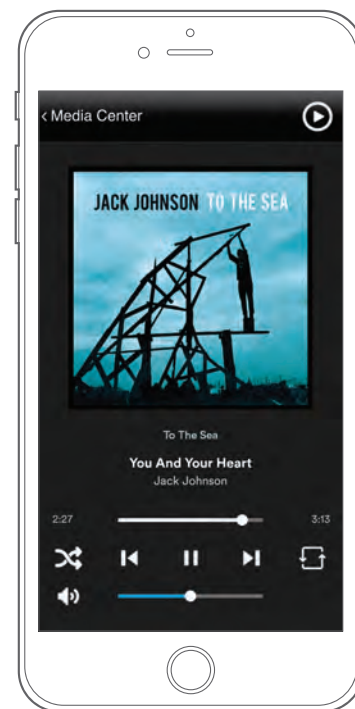 ‹ Media Center
JACK JOHNSON TO THE SEA
To The Sea
You And Your Heart
Jack Johnson
2:27 3:13